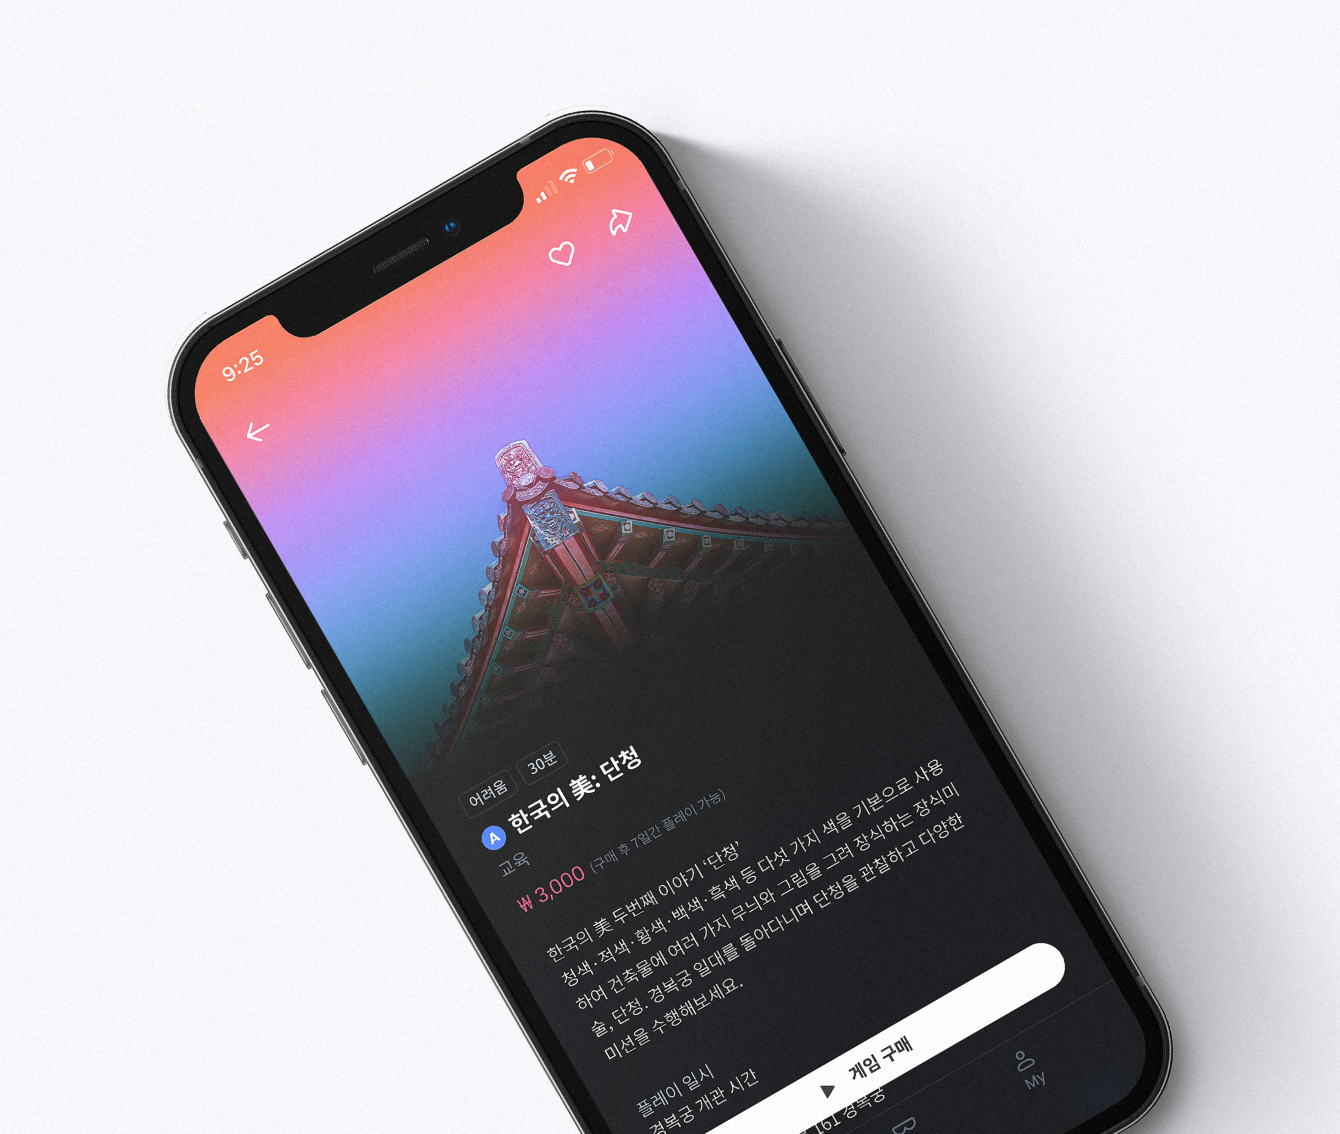 9:25
어려움 30분
A 한국의 美: 단청
교육
₩ 3,000 (구매 후 7일간 플레이 가능)
한국의 美 두번째 이야기 ‘단청’
청색·적색·황색·백색·흑색 등 다섯 가지 색을 기본으로 사용
하여 건축물에 여러 가지 무늬와 그림을 그려 장식하는 장식미
술, 단청. 경복궁 일대를 돌아다니며 단청을 관찰하고 다양한
미션을 수행해보세요.
플레이 일시
경복궁 개관 시간
▶ 게임 구매
161 경복궁
My